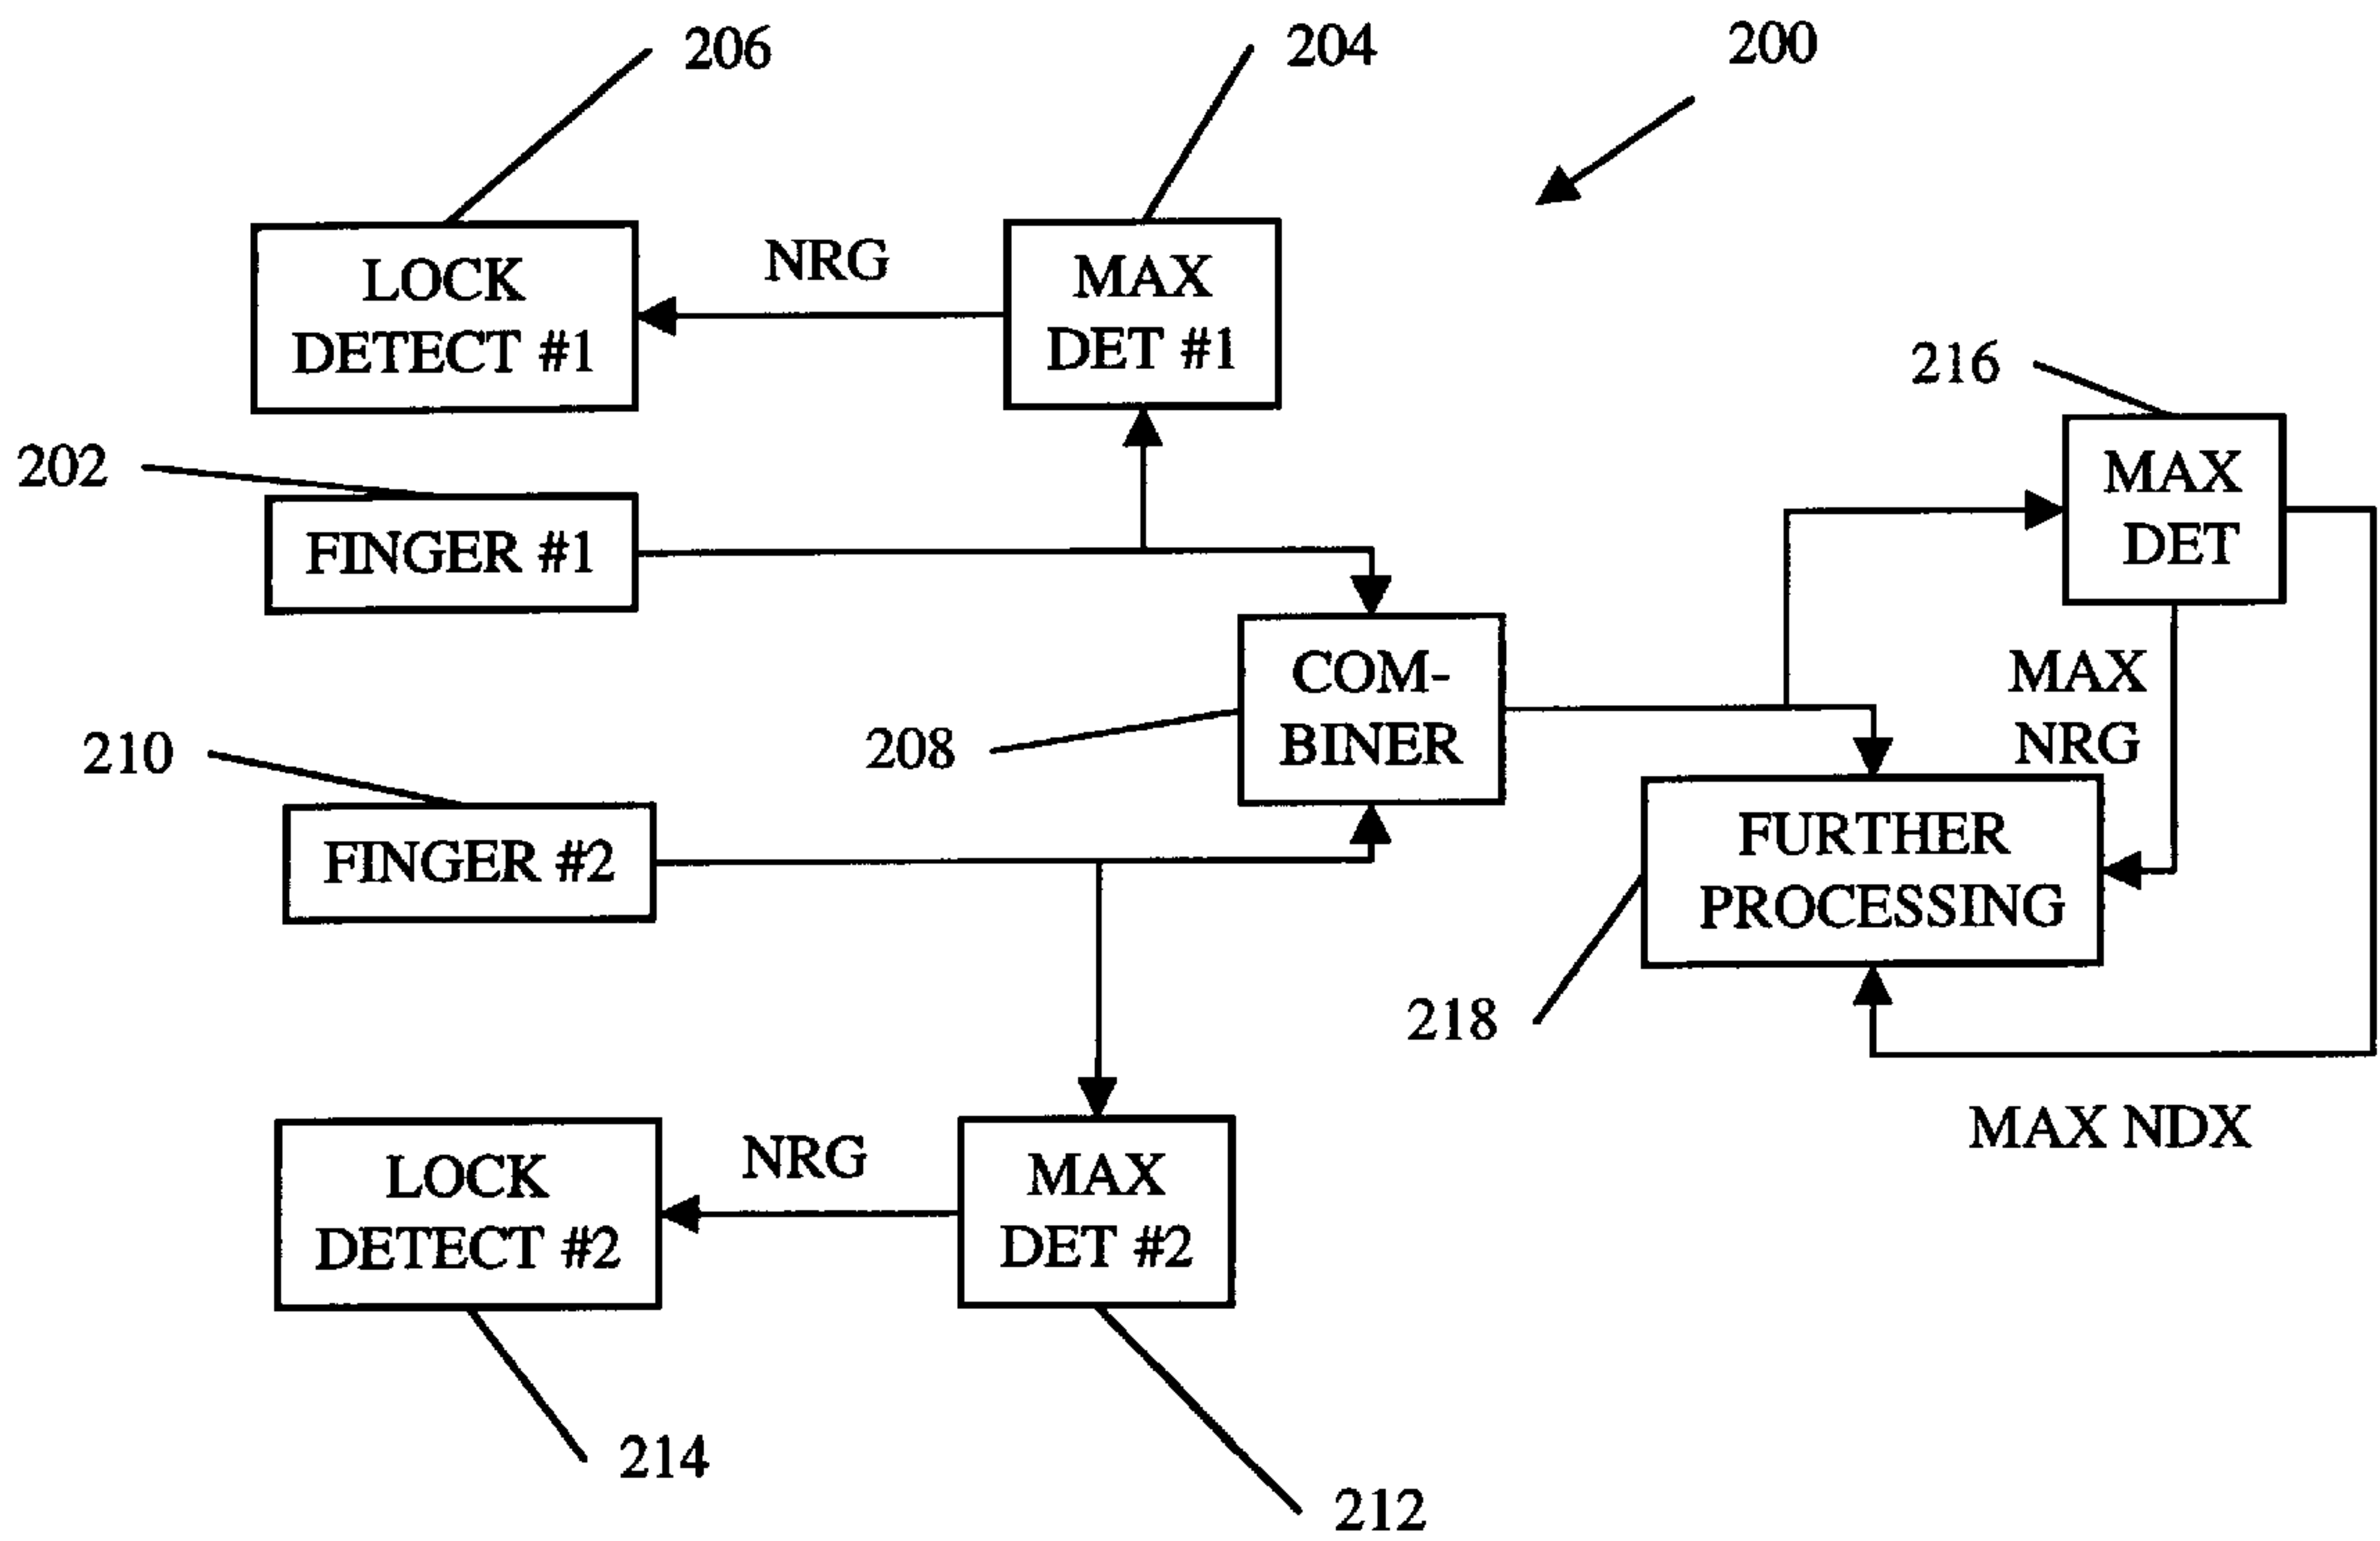 206
204
200
LOCK
DETECT #1
NRG
MAX
DET #1
216
202
FINGER #1
MAX
DET
COM-
BINER
208
MAX
NRG
210
FINGER #2
FURTHER
PROCESSING
218
MAX NDX
LOCK
DETECT #2
NRG
MAX
DET #2
214
212